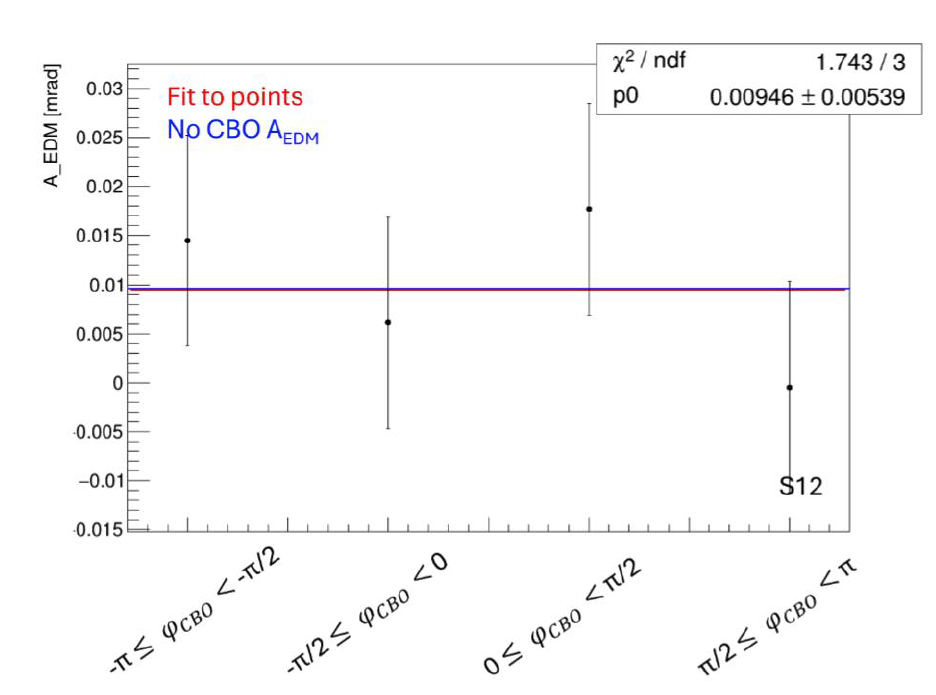 χ² / ndf 1.743 / 3
p0 0.00946 ± 0.00539
A_EDM [mrad]
Fit to points
No CBO A_EDM
0.03
0.025
0.02
0.015
0.01
0.005
0
-0.005
−0.01
-0.015
S12
-π ≤ φ_CBO < -π/2
-π/2 ≤ φ_CBO < 0
0 ≤ φ_CBO < π/2
π/2 ≤ φ_CBO < π